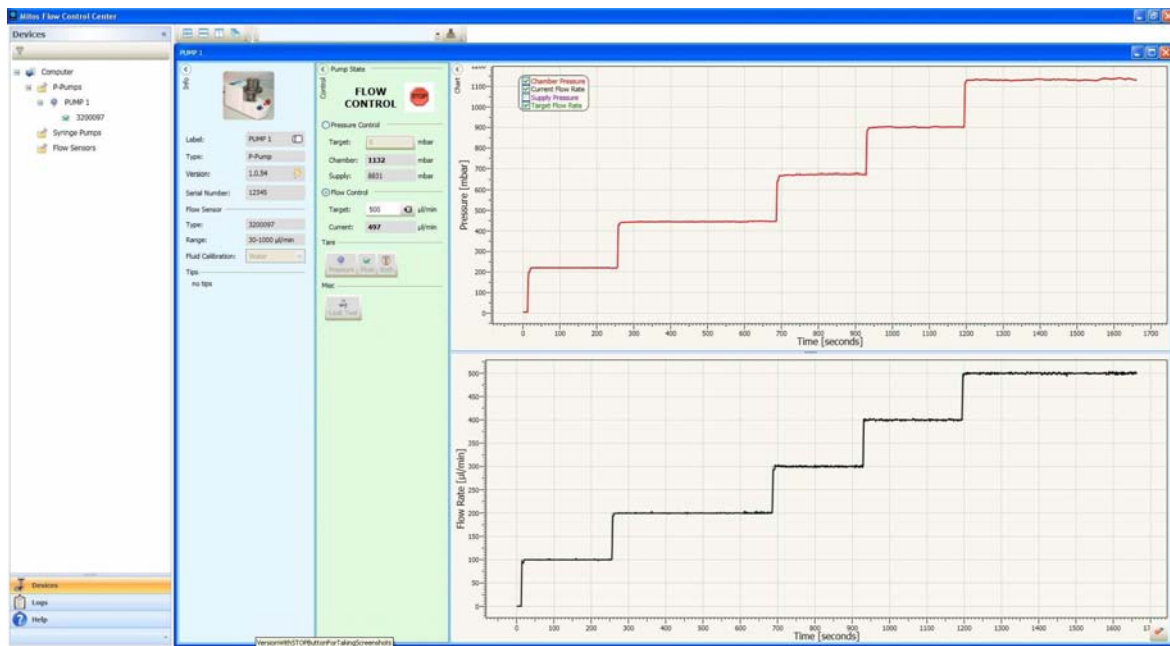 Mitos Flow Control Center
Devices
Computer
P-Pumps
PUMP 1
3200097
Syringe Pumps
Flow Sensors
Devices
Logs
Help
PUMP 1
Info
Label: PUMP 1
Type: P-Pump
Version: 1.0.54
Serial Number: 12345
Flow Sensor
Type: 3200097
Range: 30-1000 µl/min
Fluid Calibration: Water
Tips
no tips
Control
Pump State
FLOW CONTROL
STOP
Pressure Control
Target: mbar
Chamber: 1132 mbar
Supply: 8831 mbar
Flow Control
Target: 500 µl/min
Current: 497 µl/min
Tare
Pressure Flow Both
Misc
Leak Test
VersionWithSTOPButtonForTakingScreenshots
Chart
Chamber Pressure
Current Flow Rate
Supply Pressure
Target Flow Rate
Pressure [mbar]
1100
1000
900
800
700
600
500
400
300
200
100
0
0 100 200 300 400 500 600 700 800 900 1000 1100 1200 1300 1400 1500 1600 1700
Time [seconds]
Flow Rate [µl/min]
500
450
400
350
300
250
200
150
100
50
0
0 100 200 300 400 500 600 700 800 900 1000 1100 1200 1300 1400 1500 1600
Time [seconds]